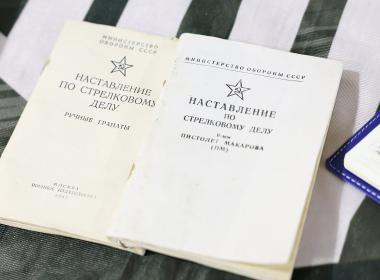 МИНИСТЕРСТВО
ОБОРОНЫ СССР
НАСТАВЛЕНИЕ
ПО СТРЕЛКОВОМУ
ДЕЛУ
РУЧНЫЕ ГРАНАТЫ
МОСКВА
МИНИСТЕРСТВО ОБОРОНЫ СССР
НАСТАВЛЕНИЕ
ПО
СТРЕЛКОВОМУ ДЕЛУ
9-мм
ПИСТОЛЕТ МАКАРОВА
(ПМ)